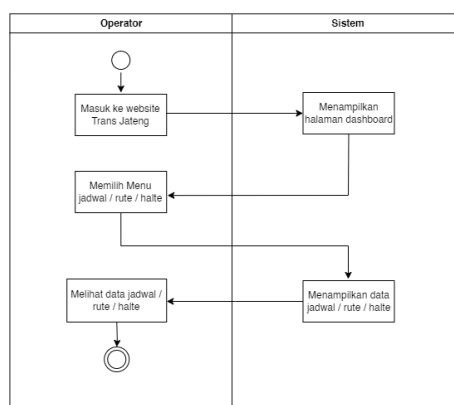 Operator
Sistem
Masuk ke website
Trans Jateng
Menampilkan
halaman dashboard
Memilih Menu
jadwal / rute / halte
Melihat data jadwal /
rute / halte
Menampilkan data
jadwal / rute / halte